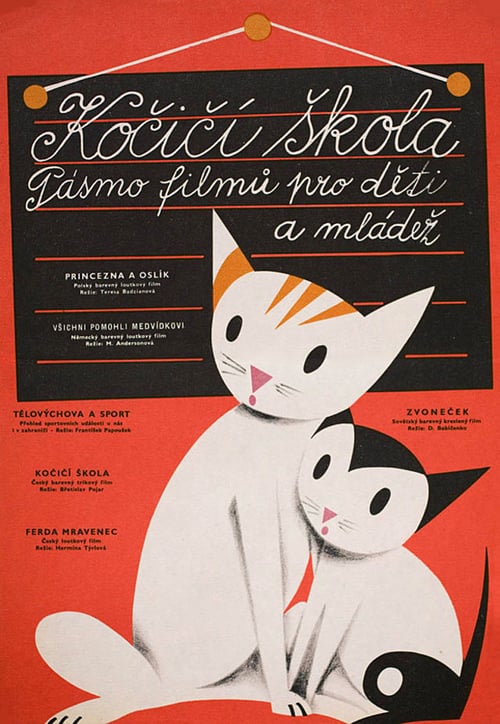 Kočičí škola
Pásmo filmů pro děti
a mládež
PRINCEZNA A OSLÍK
Polský barevný loutkový film
Režie: Teresa Badzianová
VŠICHNI POMOHLI MEDVÍDKOVI
Německý barevný loutkový film
Režie: M. Andersonová
TĚLOVÝCHOVA A SPORT
Přehled sportovních událostí u nás
i v zahraničí - Režie: František Papoušek
ZVONEČEK
Sovětský barevný kreslený film
Režie: D. Babičenko
KOČIČÍ ŠKOLA
Český barevný trikový film
Režie: Břetislav Pojar
FERDA MRAVENEC
Český loutkový film
Režie: Hermína Týrlová